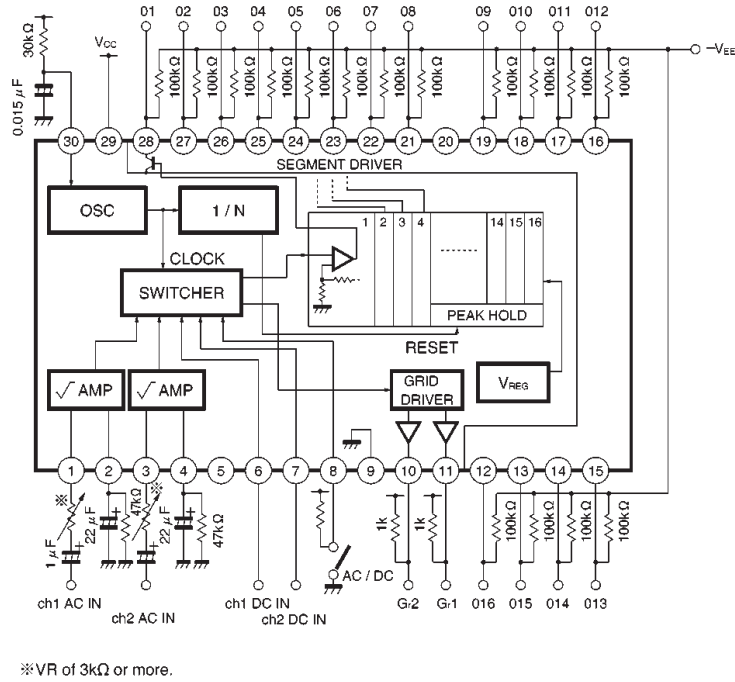 01 02 03 04 05 06 07 08 09 010 011 012
30kΩ
VCC
−VEE
0.015 μF
100kΩ 100kΩ 100kΩ 100kΩ 100kΩ 100kΩ 100kΩ 100kΩ 100kΩ 100kΩ 100kΩ 100kΩ
30 29 28 27 26 25 24 23 22 21 20 19 18 17 16
SEGMENT DRIVER
OSC
1 / N
1 2 3 4 14 15 16
CLOCK
SWITCHER
PEAK HOLD
RESET
√ AMP
√ AMP
GRID
DRIVER
VREG
1 2 3 4 5 6 7 8 9 10 11 12 13 14 15
※
※
1 μF
22 μF
47kΩ
22 μF
47kΩ
1k
1k
100kΩ 100kΩ 100kΩ 100kΩ
AC / DC
ch1 AC IN
ch2 AC IN
ch1 DC IN
ch2 DC IN
Gr2 Gr1 016 015 014 013
※VR of 3kΩ or more.